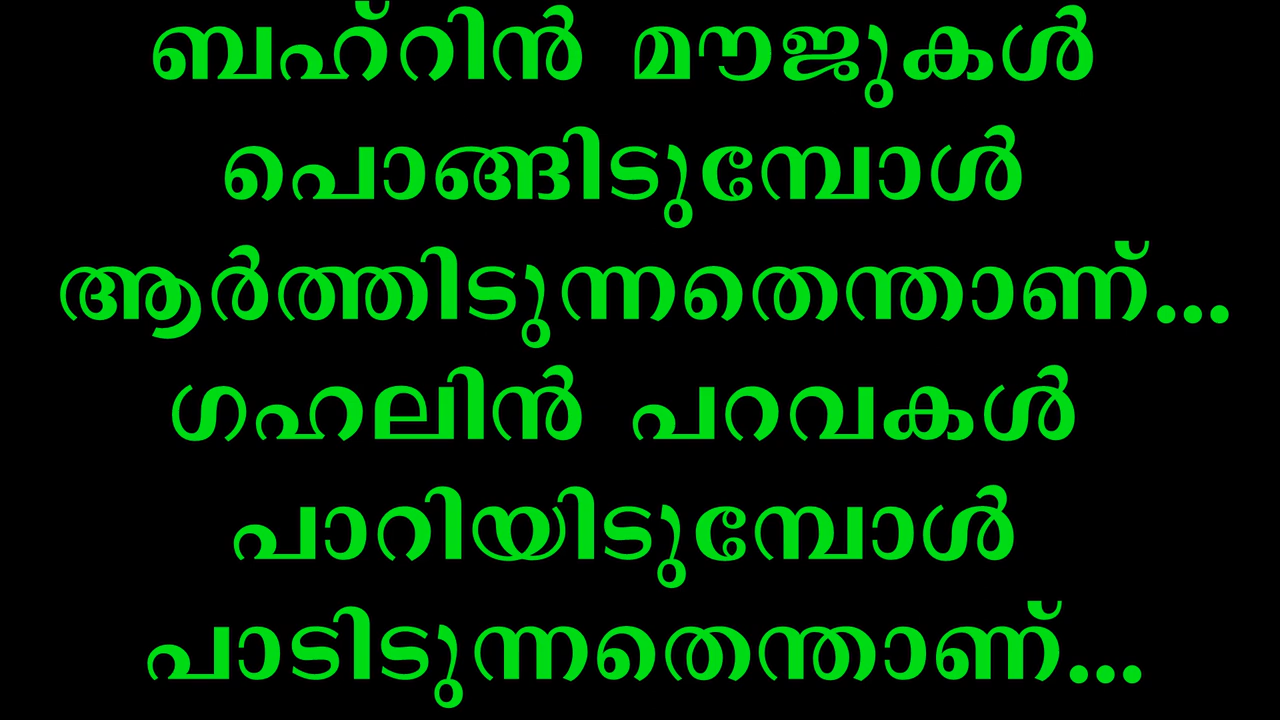 ബഹ്റിൻ മൗജുകൾ
പൊങ്ങിടുമ്പോൾ
ആർത്തിടുന്നതെന്താണ്...
ഗഹലിൻ പറവകൾ
പാറിയിടുമ്പോൾ
പാടിടുന്നതെന്താണ്...